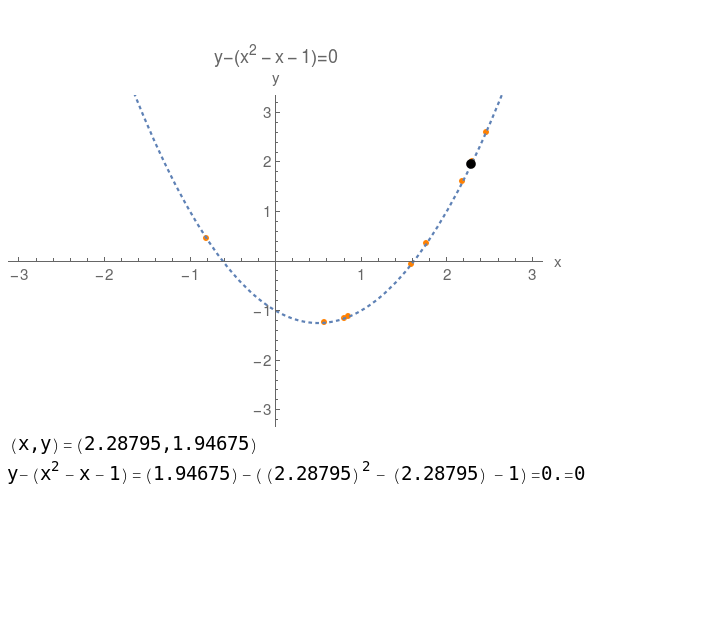 y−(x² − x − 1)=0
y
3
2
1
−3 −2 −1 1 2 3 x
−1
−2
−3
(x,y)=(2.28795,1.94675)
y−(x² − x − 1)=(1.94675)−((2.28795)² − (2.28795) − 1)=0.=0